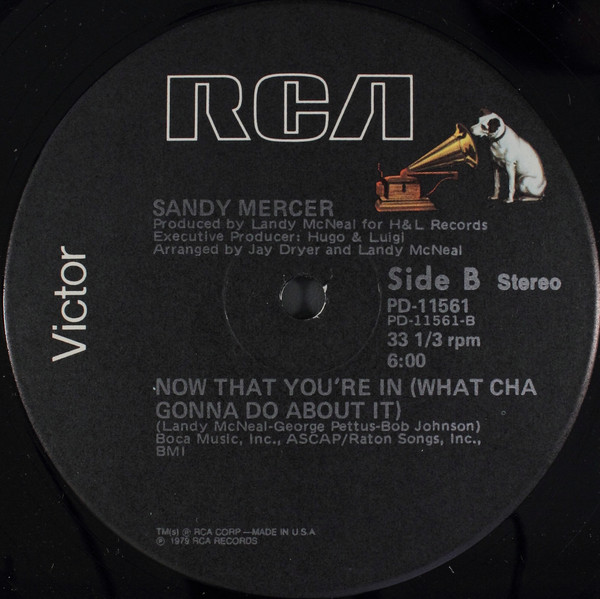 RCA
Victor
SANDY MERCER
Produced by Landy McNeal for H&L Records
Executive Producer: Hugo & Luigi
Arranged by Jay Dryer and Landy McNeal
Side B Stereo
PD-11561
PD-11561-B
33 1/3 rpm
6:00
NOW THAT YOU'RE IN (WHAT CHA
GONNA DO ABOUT IT)
(Landy McNeal-George Pettus-Bob Johnson)
Boca Music, Inc., ASCAP/Raton Songs, Inc.,
BMI
TM(s) ® RCA CORP—MADE IN U.S.A
℗ 1979 RCA RECORDS